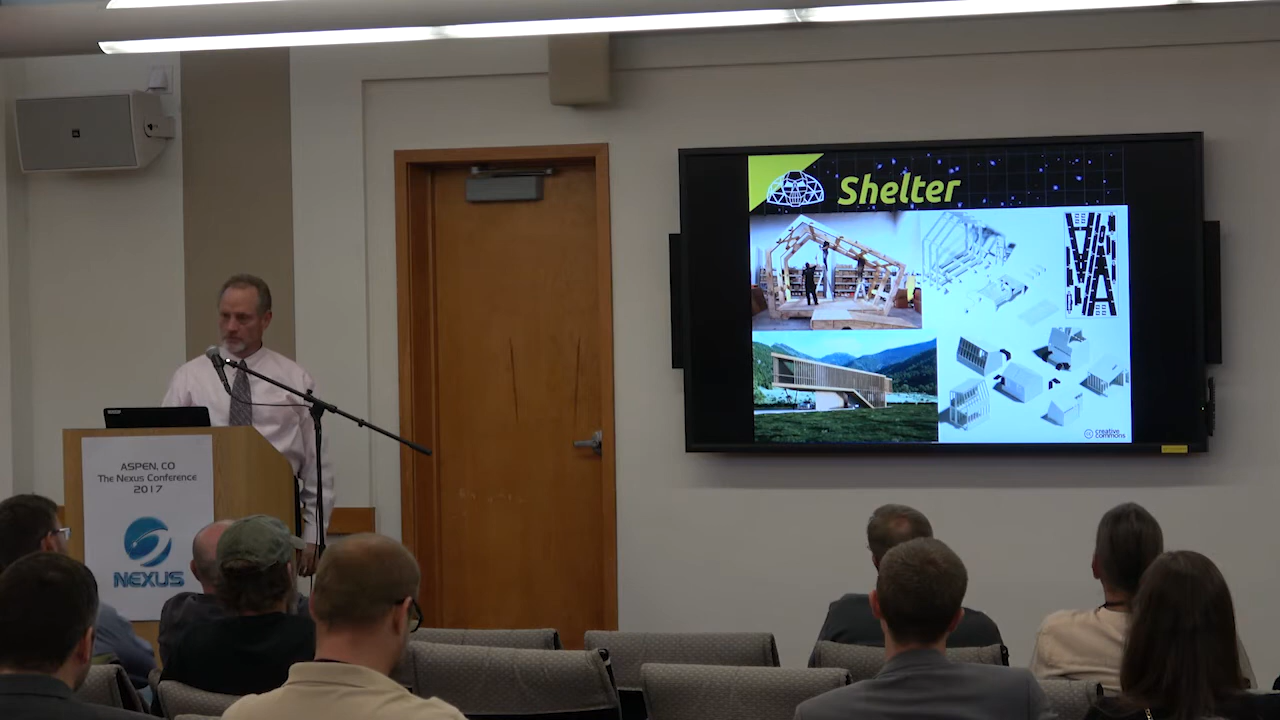 Shelter
creative
commons
ASPEN, CO
The Nexus Conference
2017
NEXUS